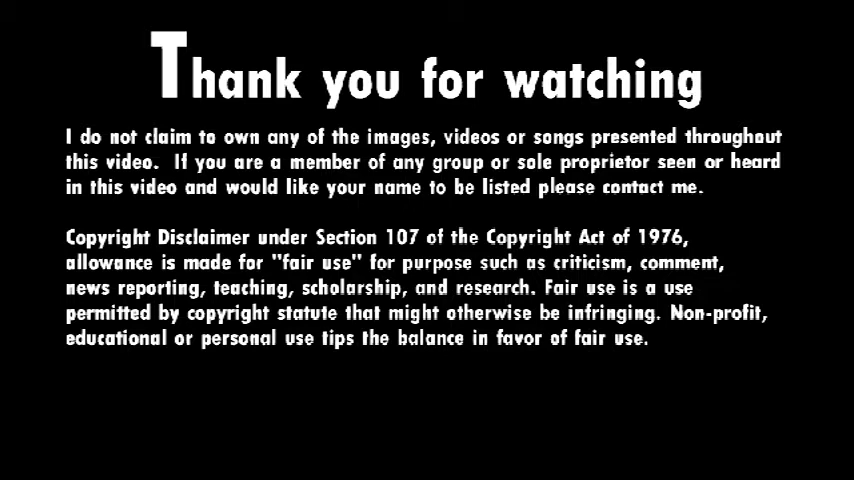 Thank you for watching
I do not claim to own any of the images, videos or songs presented throughout
this video. If you are a member of any group or sole proprietor seen or heard
in this video and would like your name to be listed please contact me.
Copyright Disclaimer under Section 107 of the Copyright Act of 1976,
allowance is made for "fair use" for purpose such as criticism, comment,
news reporting, teaching, scholarship, and research. Fair use is a use
permitted by copyright statute that might otherwise be infringing. Non-profit,
educational or personal use tips the balance in favor of fair use.